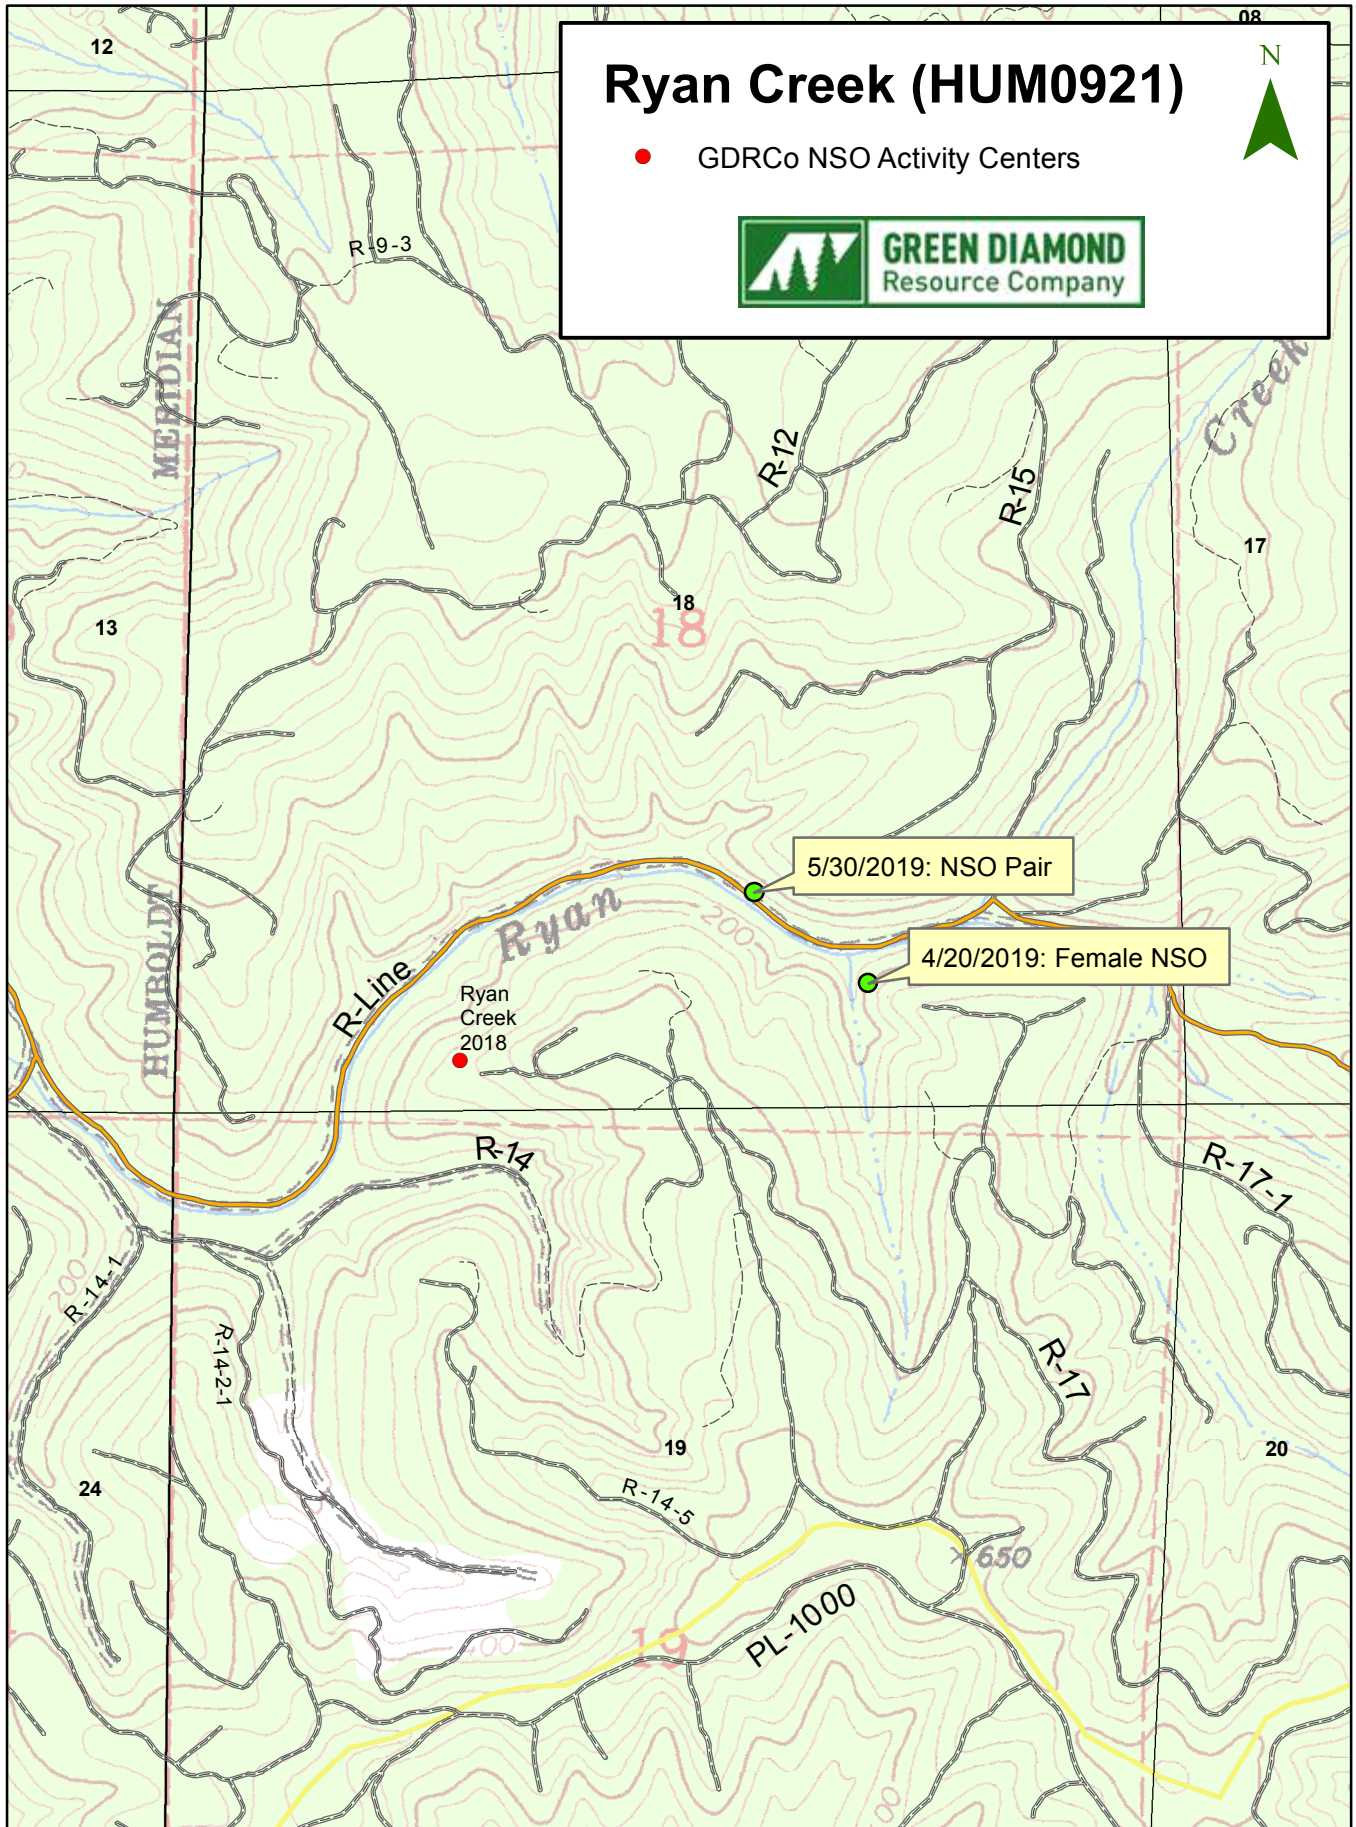 08
12
Ryan Creek (HUM0921)
N
GDRCo NSO Activity Centers
GREEN DIAMOND
Resource Company
R-9-3
MERIDIAN
Creek
R-12
R-15
17
18
18
13
5/30/2019: NSO Pair
Ryan
200
4/20/2019: Female NSO
HUMBOLDT
R-Line
Ryan
Creek
2018
R-14
R-17-1
200
R-14-1
R-14-2-1
R-17
19
20
24
R-14-5
650
PL-1000
19